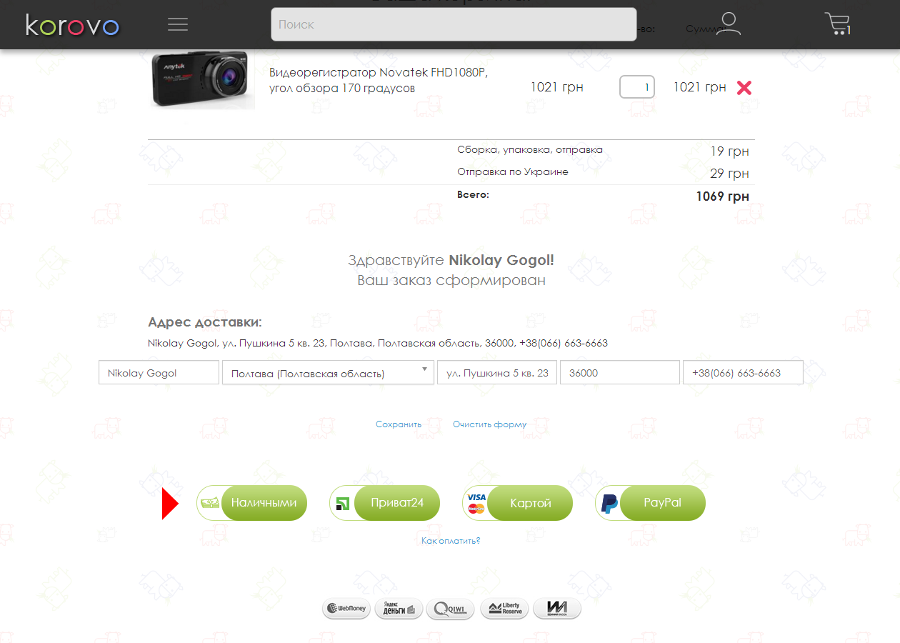 korovo
Поиск
Сумма
1
Anytek
Видеорегистратор Novatek FHD1080P,
угол обзора 170 градусов
1021 грн
1
1021 грн
Сборка, упаковка, отправка
19 грн
Отправка по Украине
29 грн
Всего:
1069 грн
Здравствуйте Nikolay Gogol!
Ваш заказ сформирован
Адрес доставки:
Nikolay Gogol, ул. Пушкина 5 кв. 23, Полтава, Полтавская область, 36000, +38(066) 663-6663
Nikolay Gogol
Полтава (Полтавская область)
ул. Пушкина 5 кв. 23
36000
+38(066) 663-6663
Сохранить
Очистить форму
Наличными
Приват24
VISA
MasterCard
Картой
PayPal
Как оплатить?
WebMoney
Яндекс
деньги
QIWI
Liberty
Reserve